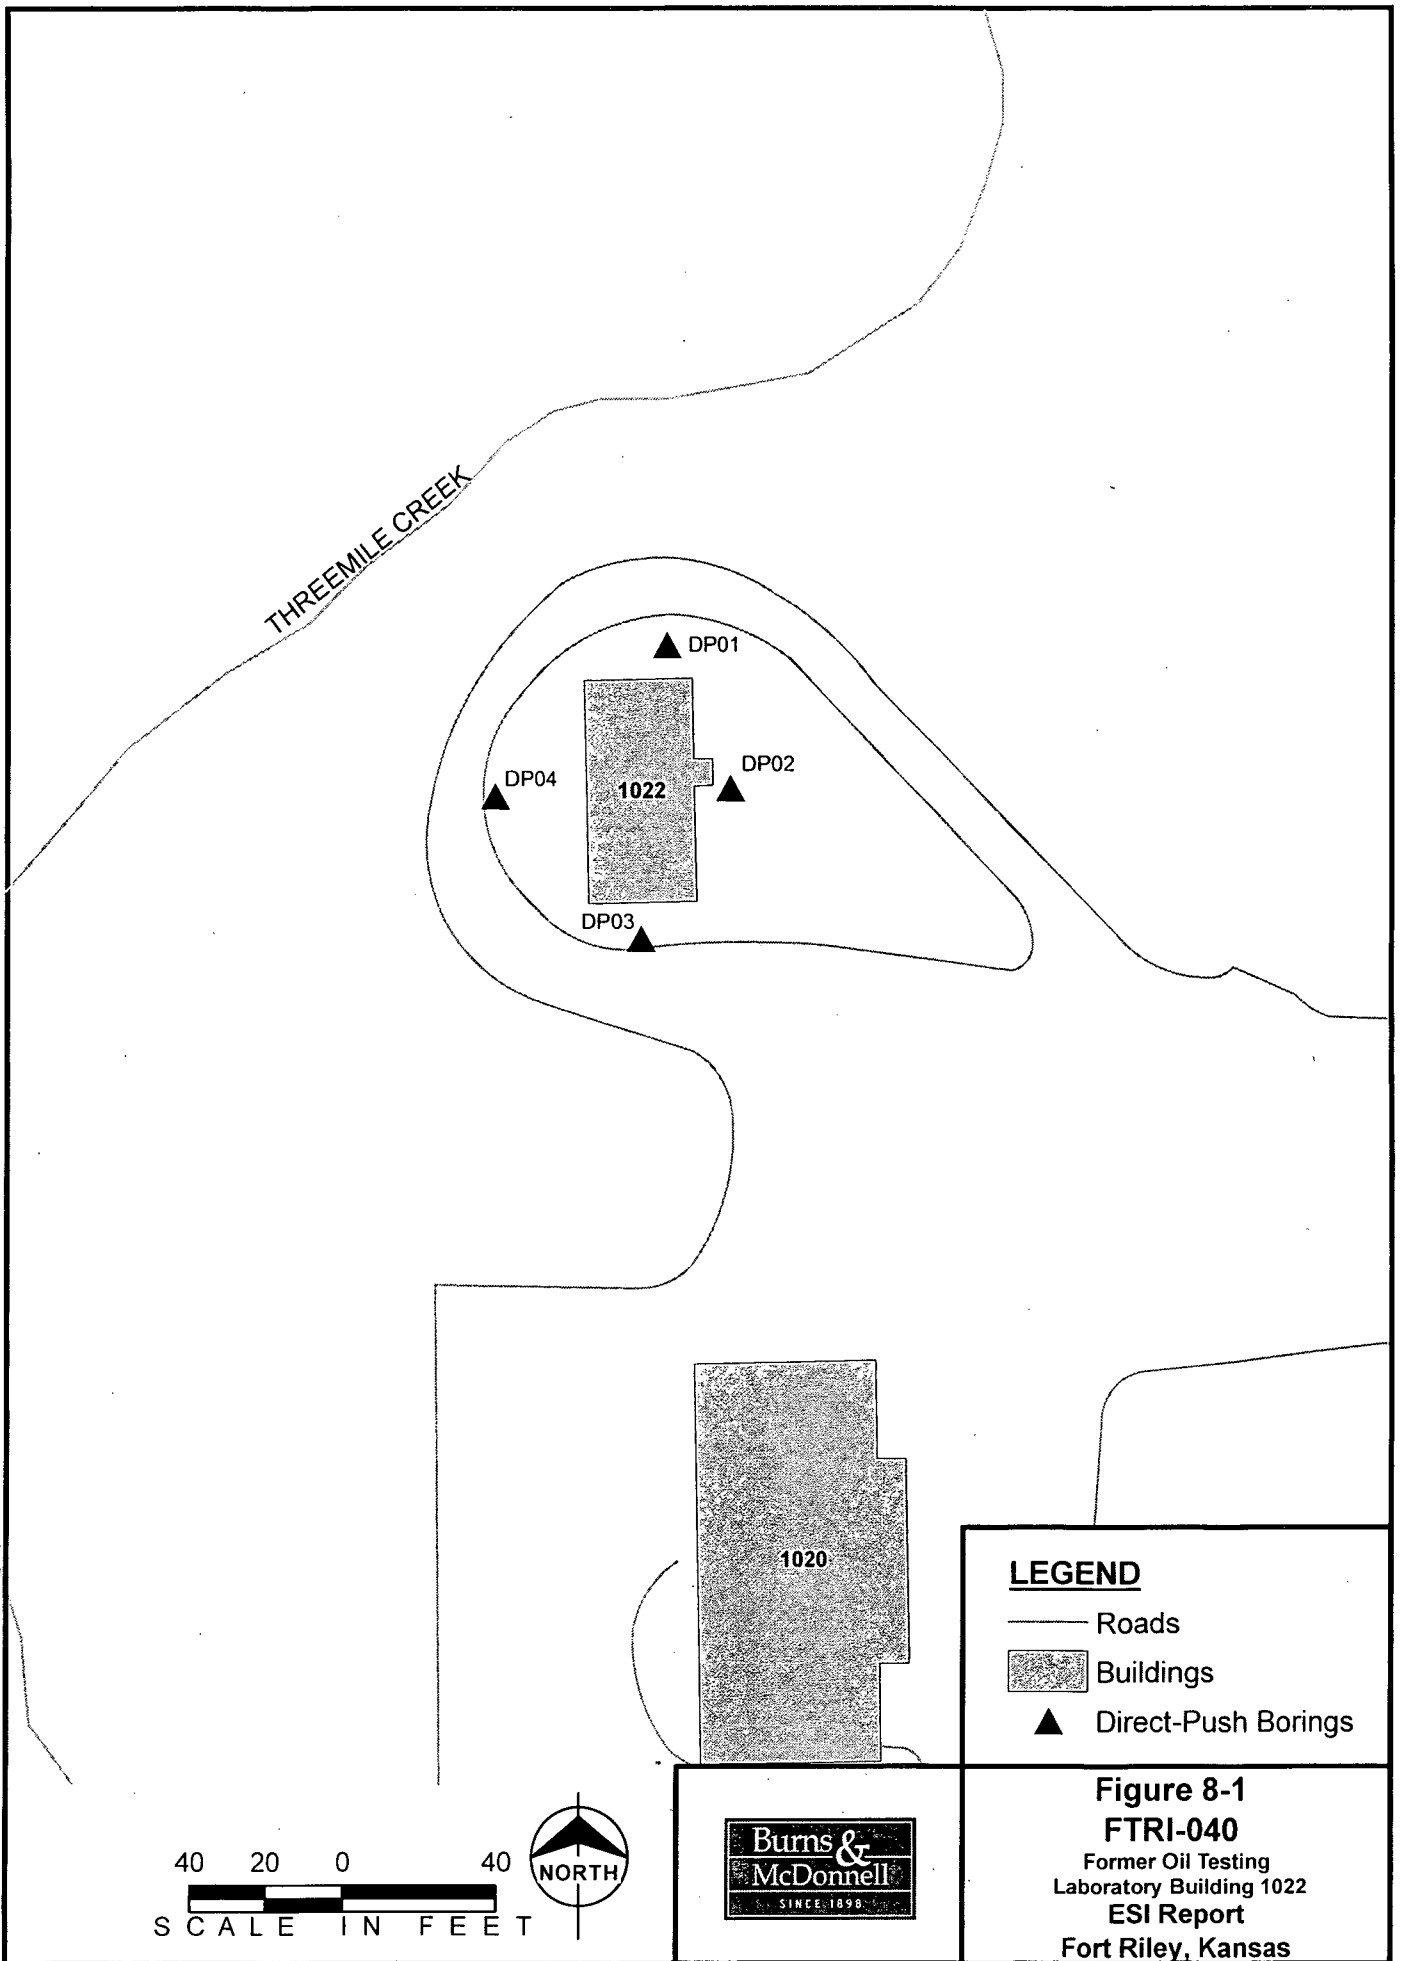 THREEMILE CREEK
DP01
DP02
DP04
1022
DP03
1020
LEGEND
Roads
Buildings
Direct-Push Borings
40 20 0 40
SCALE IN FEET
NORTH
Burns &
McDonnell
SINCE 1898
Figure 8-1
FTRI-040
Former Oil Testing
Laboratory Building 1022
ESI Report
Fort Riley, Kansas